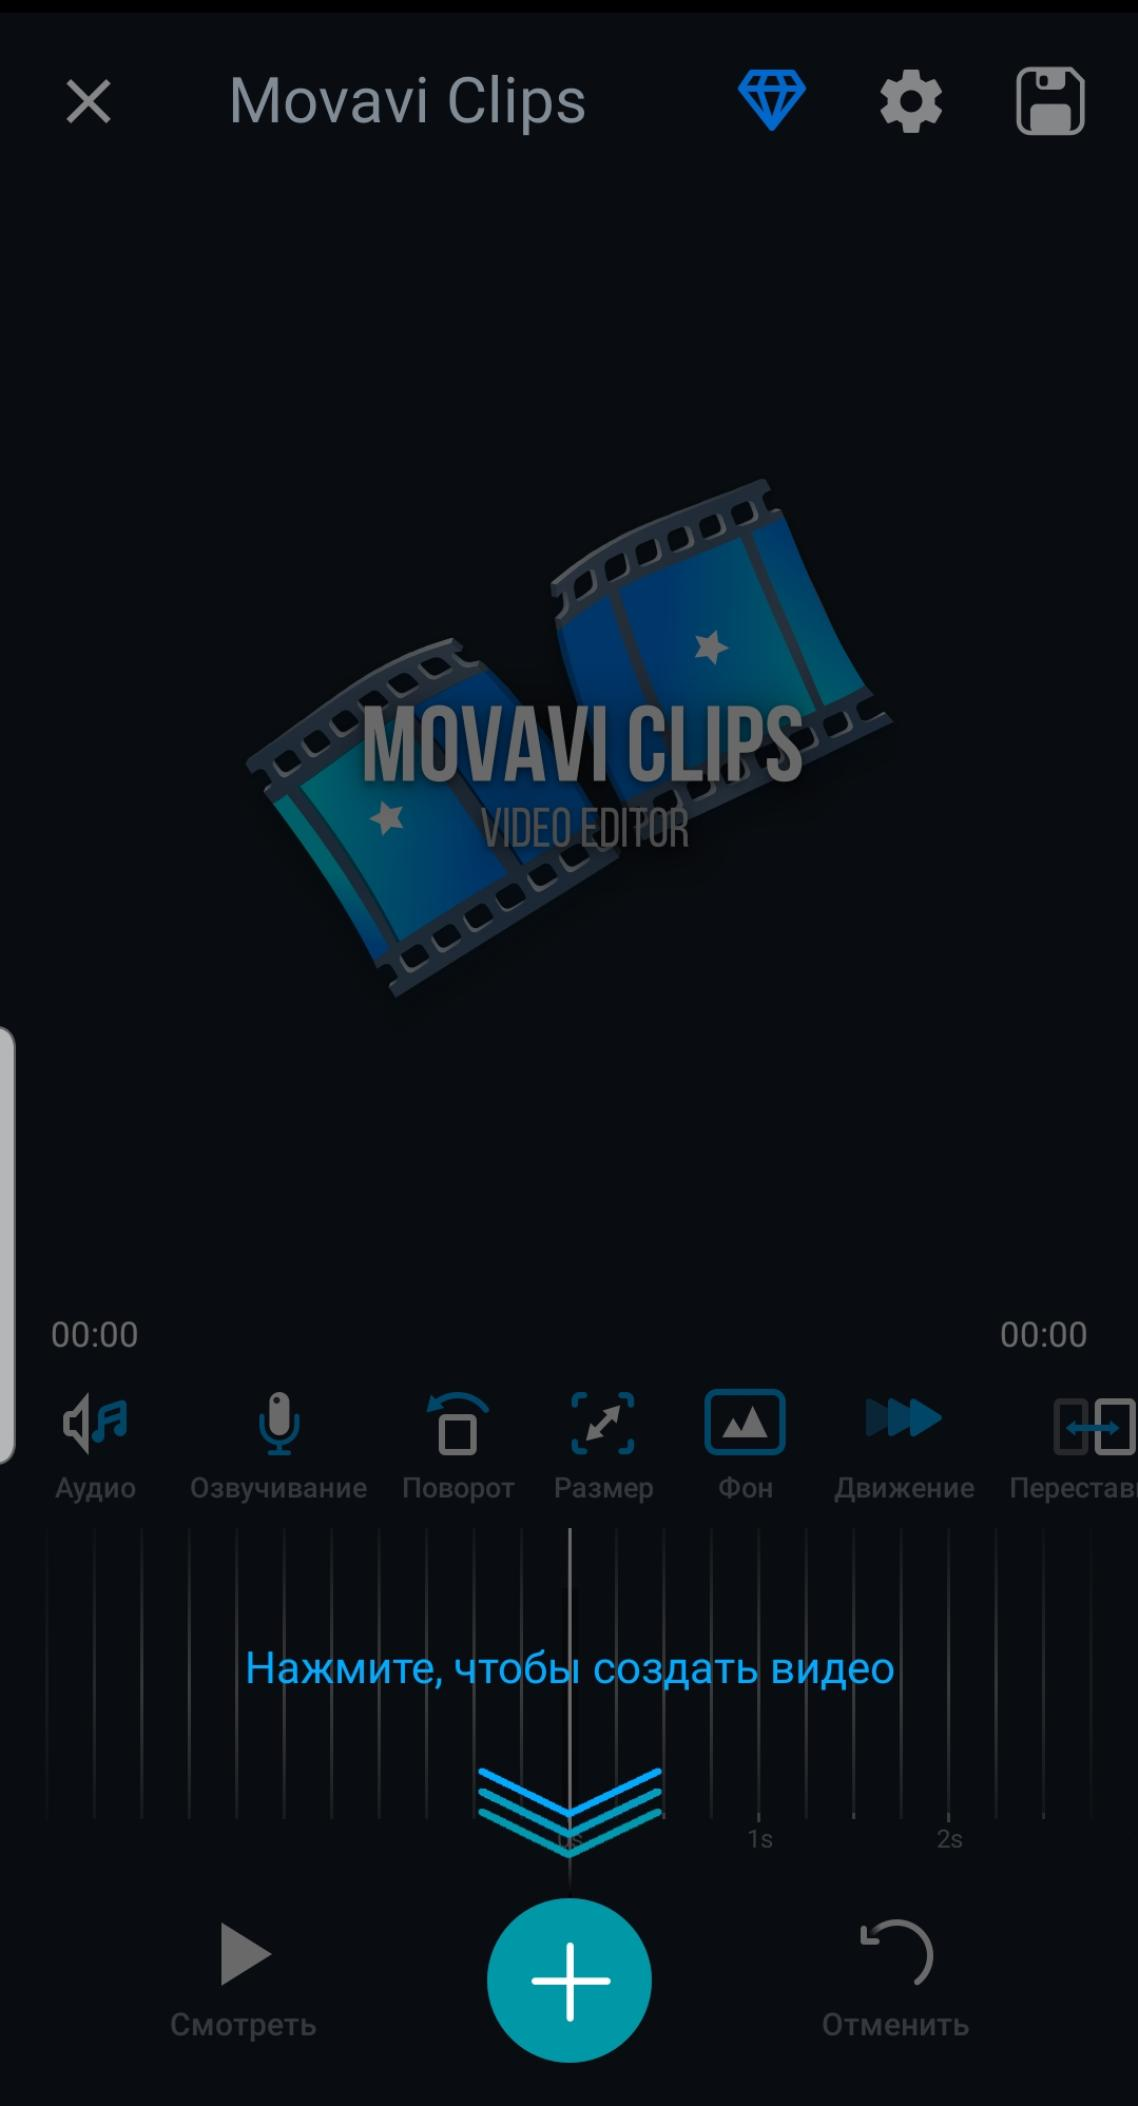 Movavi Clips
MOVAVI CLIPS
VIDEO EDITOR
00:00
00:00
Аудио
Озвучивание
Поворот
Размер
Фон
Движение
Нажмите, чтобы создать видео
0s
1s
2s
Смотреть
Отменить